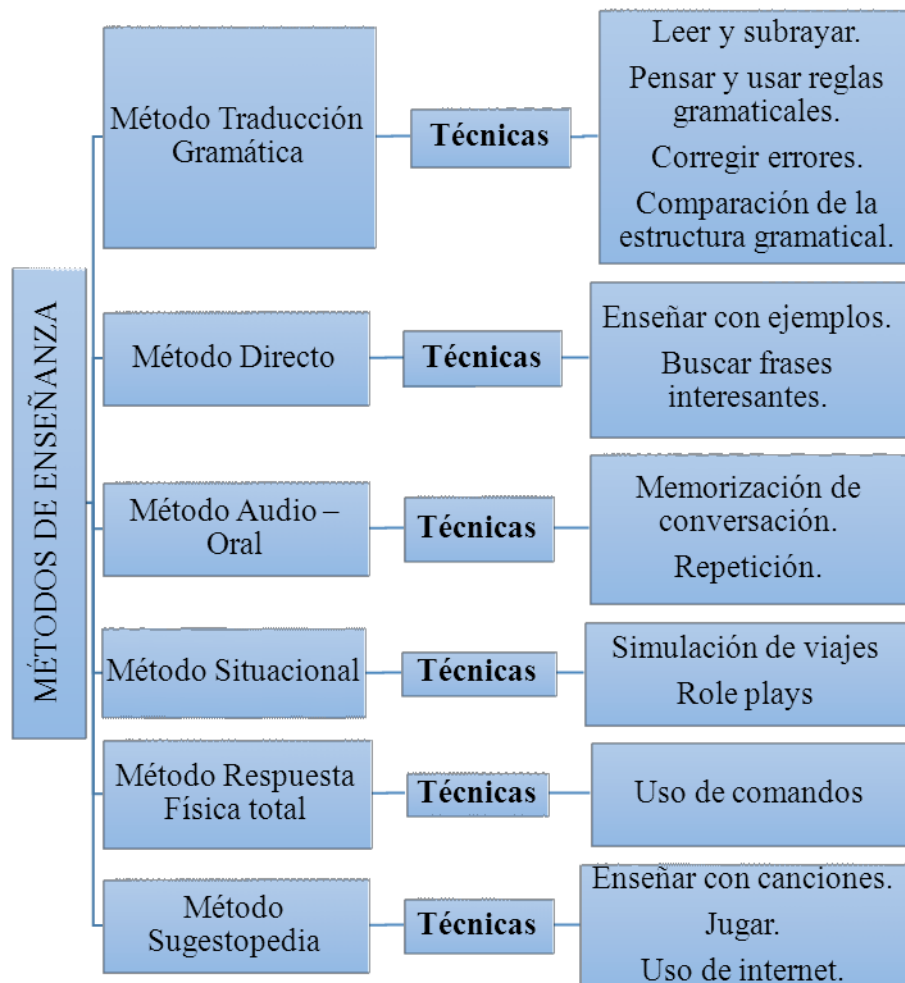 MÉTODOS DE ENSEÑANZA
Método Traducción
Gramática
Técnicas
Leer y subrayar.
Pensar y usar reglas
gramaticales.
Corregir errores.
Comparación de la
estructura gramatical.
Método Directo
Técnicas
Enseñar con ejemplos.
Buscar frases
interesantes.
Método Audio –
Oral
Técnicas
Memorización de
conversación.
Repetición.
Método Situacional
Técnicas
Simulación de viajes
Role plays
Método Respuesta
Física total
Técnicas
Uso de comandos
Método
Sugestopedia
Técnicas
Enseñar con canciones.
Jugar.
Uso de internet.